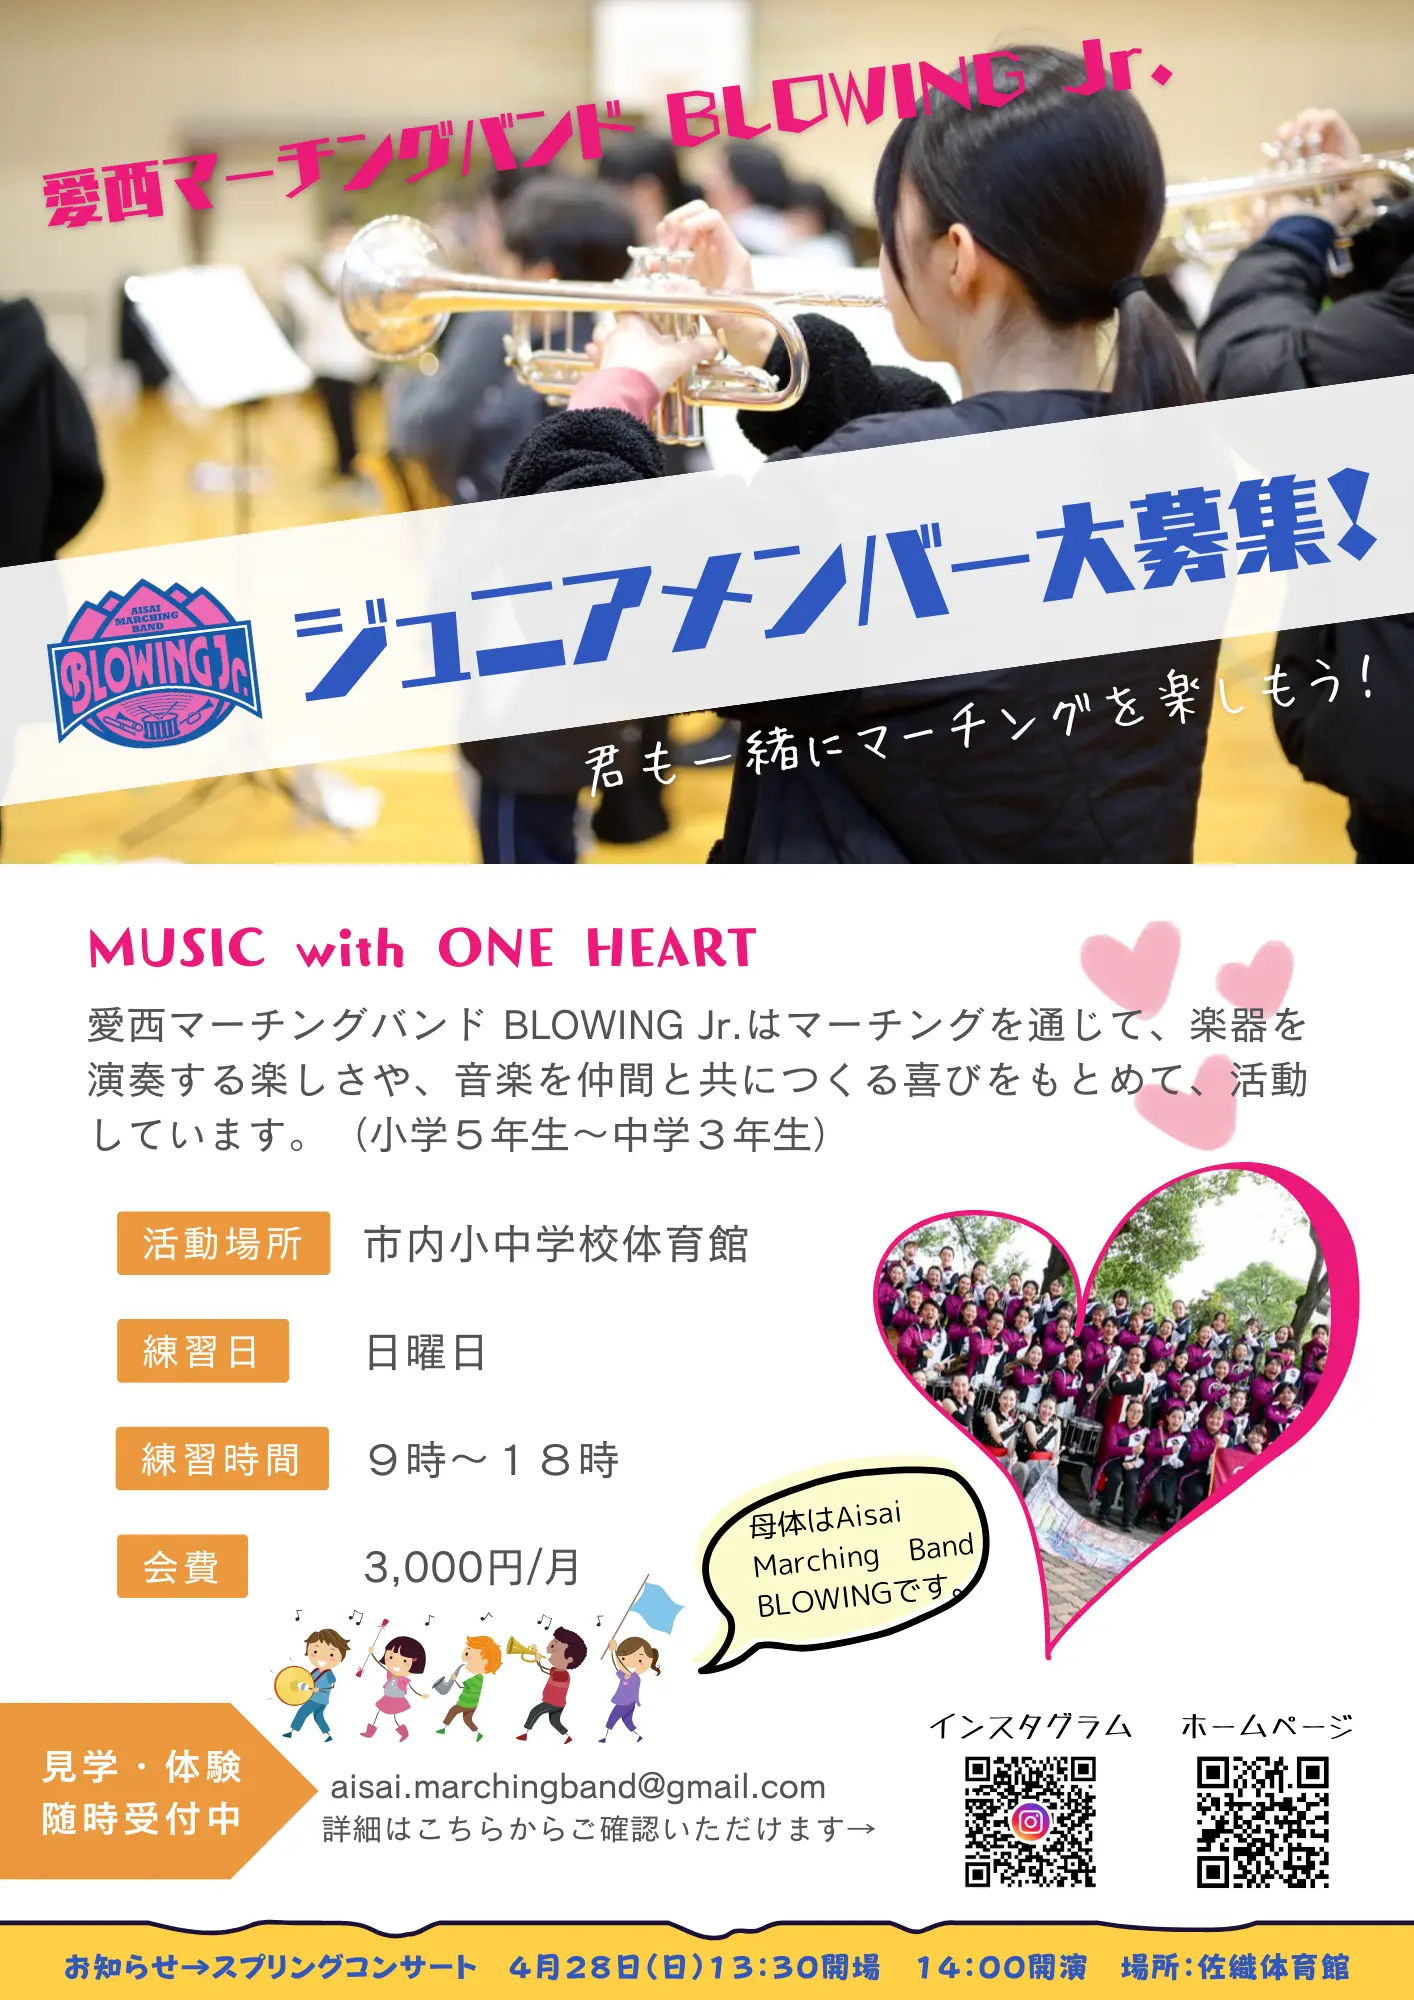 愛西マーチングバンド BLOWING Jr.
ジュニアメンバー大募集!
AISAI
MARCHING
BAND
BLOWING Jr.
君も一緒にマーチングを楽しもう!
MUSIC with ONE HEART
愛西マーチングバンド BLOWING Jr.はマーチングを通じて、楽器を
演奏する楽しさや、音楽を仲間と共につくる喜びをもとめて、活動
しています。（小学５年生～中学３年生）
活動場所 市内小中学校体育館
練習日 日曜日
練習時間 ９時～１８時
会費 3,000円/月
母体はAisai
Marching Band
BLOWINGです。
インスタグラム ホームページ
見学・体験
随時受付中
aisai.marchingband@gmail.com
詳細はこちらからご確認いただけます→
お知らせ→スプリングコンサート 4月28日(日)13:30開場 14:00開演 場所:佐織体育館